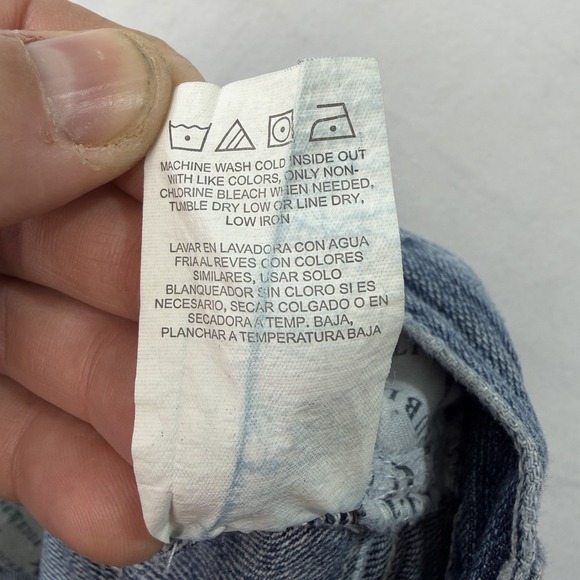 MACHINE WASH COLD INSIDE OUT
WITH LIKE COLORS, ONLY NON-
CHLORINE BLEACH WHEN NEEDED,
TUMBLE DRY LOW OR LINE DRY,
LOW IRON
LAVAR EN LAVADORA CON AGUA
FRIA AL REVES CON COLORES
SIMILARES, USAR SOLO
BLANQUEADOR SIN CLORO SI ES
NECESARIO, SECAR COLGADO O EN
SECADORA A TEMP. BAJA,
PLANCHAR A TEMPERATURA BAJA